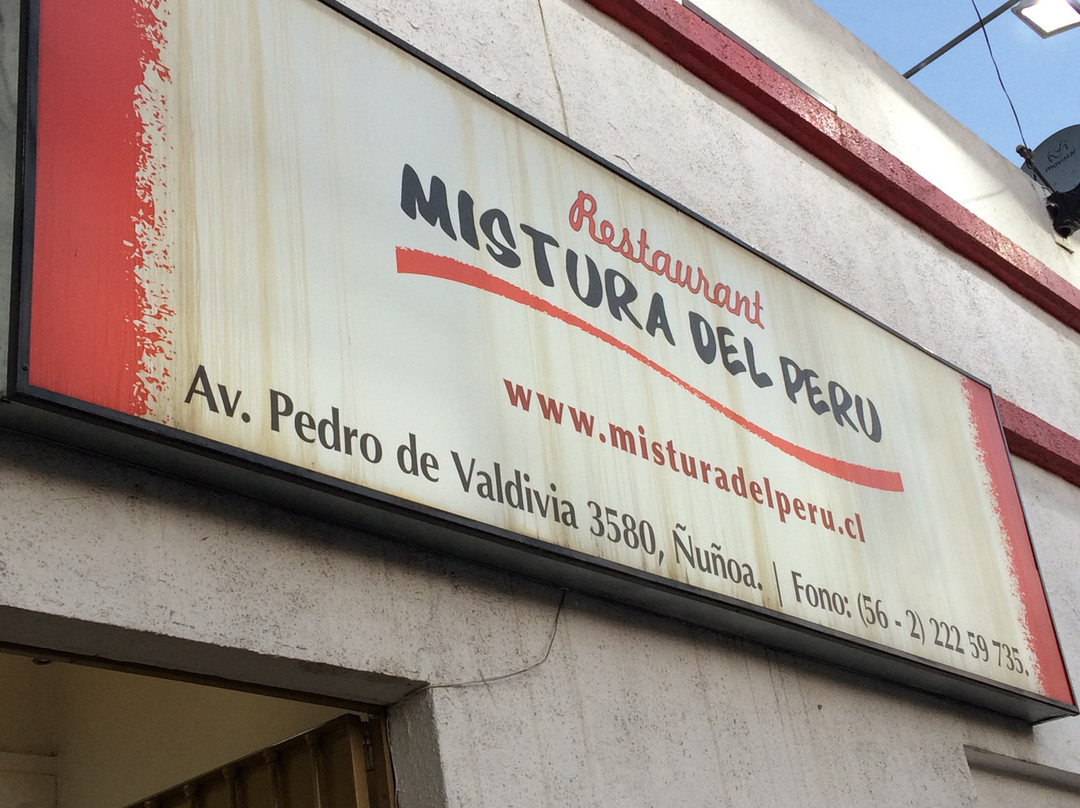 Restaurant
MISTURA DEL PERU
www.misturadelperu.cl
Av. Pedro de Valdivia 3580, Ñuñoa. | Fono: (56 - 2) 222 59 735.
movistar